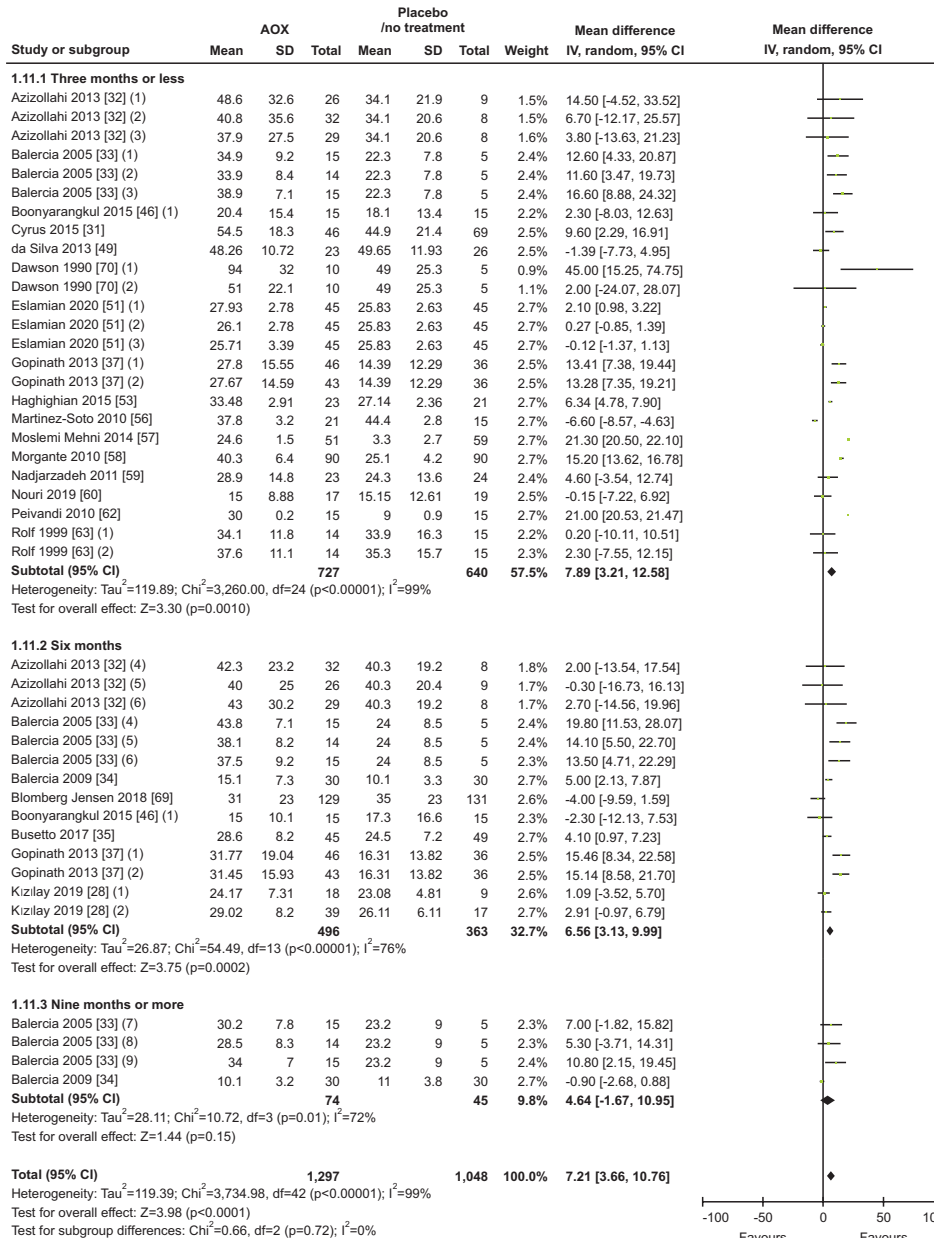 AOX Placebo /no treatment Mean difference Mean difference
Study or subgroup Mean SD Total Mean SD Total Weight IV, random, 95% CI IV, random, 95% CI
1.11.1 Three months or less
Azizollahi 2013 [32] (1) 48.6 32.6 26 34.1 21.9 9 1.5% 14.50 [-4.52, 33.52]
Azizollahi 2013 [32] (2) 40.8 35.6 32 34.1 20.6 8 1.5% 6.70 [-12.17, 25.57]
Azizollahi 2013 [32] (3) 37.9 27.5 29 34.1 20.6 8 1.6% 3.80 [-13.63, 21.23]
Balercia 2005 [33] (1) 34.9 9.2 15 22.3 7.8 5 2.4% 12.60 [4.33, 20.87]
Balercia 2005 [33] (2) 33.9 8.4 14 22.3 7.8 5 2.4% 11.60 [3.47, 19.73]
Balercia 2005 [33] (3) 38.9 7.1 15 22.3 7.8 5 2.4% 16.60 [8.88, 24.32]
Boonyarangkul 2015 [46] (1) 20.4 15.4 15 18.1 13.4 15 2.2% 2.30 [-8.03, 12.63]
Cyrus 2015 [31] 54.5 18.3 46 44.9 21.4 69 2.5% 9.60 [2.29, 16.91]
da Silva 2013 [49] 48.26 10.72 23 49.65 11.93 26 2.5% -1.39 [-7.73, 4.95]
Dawson 1990 [70] (1) 94 32 10 49 25.3 5 0.9% 45.00 [15.25, 74.75]
Dawson 1990 [70] (2) 51 22.1 10 49 25.3 5 1.1% 2.00 [-24.07, 28.07]
Eslamian 2020 [51] (1) 27.93 2.78 45 25.83 2.63 45 2.7% 2.10 [0.98, 3.22]
Eslamian 2020 [51] (2) 26.1 2.78 45 25.83 2.63 45 2.7% 0.27 [-0.85, 1.39]
Eslamian 2020 [51] (3) 25.71 3.39 45 25.83 2.63 45 2.7% -0.12 [-1.37, 1.13]
Gopinath 2013 [37] (1) 27.8 15.55 46 14.39 12.29 36 2.6% 13.41 [7.38, 19.44]
Gopinath 2013 [37] (2) 27.67 14.59 43 14.39 12.29 36 2.6% 13.28 [7.35, 19.21]
Haghighian 2015 [53] 33.48 2.91 23 27.14 2.36 21 2.7% 6.34 [4.78, 7.90]
Martinez-Soto 2010 [56] 37.8 3.2 21 44.4 2.8 15 2.7% -6.60 [-8.57, -4.63]
Moslemi Mehni 2014 [57] 24.6 1.5 51 3.3 2.7 59 2.7% 21.30 [20.50, 22.10]
Morgante 2010 [58] 40.3 6.4 90 25.1 4.2 90 2.7% 15.20 [13.62, 16.78]
Nadjarzadeh 2011 [59] 28.9 14.8 23 24.3 13.6 24 2.4% 4.60 [-3.54, 12.74]
Nouri 2019 [60] 15 8.88 17 15.15 12.61 19 2.5% -0.15 [-7.22, 6.92]
Peivandi 2010 [62] 30 0.2 15 9 0.9 15 2.7% 21.00 [20.53, 21.47]
Rolf 1999 [63] (1) 34.1 11.8 14 33.9 16.3 15 2.2% 0.20 [-10.11, 10.51]
Rolf 1999 [63] (2) 37.6 11.1 14 35.3 15.7 15 2.3% 2.30 [-7.55, 12.15]
Subtotal (95% CI) 727 640 57.5% 7.89 [3.21, 12.58]
Heterogeneity: Tau²=119.89; Chi²=3,260.00, df=24 (p<0.00001); I²=99%
Test for overall effect: Z=3.30 (p=0.0010)
1.11.2 Six months
Azizollahi 2013 [32] (4) 42.3 23.2 32 40.3 19.2 8 1.8% 2.00 [-13.54, 17.54]
Azizollahi 2013 [32] (5) 40 25 26 40.3 20.4 9 1.7% -0.30 [-16.73, 16.13]
Azizollahi 2013 [32] (6) 43 30.2 29 40.3 19.2 8 1.6% 2.70 [-14.56, 19.96]
Balercia 2005 [33] (4) 43.8 7.1 15 24 8.5 5 2.4% 19.80 [11.53, 28.07]
Balercia 2005 [33] (5) 38.1 8.2 14 24 8.5 5 2.4% 14.10 [5.50, 22.70]
Balercia 2005 [33] (6) 37.5 9.2 15 24 8.5 5 2.4% 13.50 [4.71, 22.29]
Balercia 2009 [34] 15.1 7.3 30 10.1 3.3 30 2.7% 5.00 [2.13, 7.87]
Blomberg Jensen 2018 [69] 31 23 129 35 23 131 2.6% -4.00 [-9.59, 1.59]
Boonyarangkul 2015 [46] (1) 15 10.1 15 17.3 16.6 15 2.2% -2.30 [-12.13, 7.53]
Busetto 2017 [35] 28.6 8.2 45 24.5 7.2 49 2.7% 4.10 [0.97, 7.23]
Gopinath 2013 [37] (1) 31.77 19.04 46 16.31 13.82 36 2.5% 15.46 [8.34, 22.58]
Gopinath 2013 [37] (2) 31.45 15.93 43 16.31 13.82 36 2.5% 15.14 [8.58, 21.70]
Kızılay 2019 [28] (1) 24.17 7.31 18 23.08 4.81 9 2.6% 1.09 [-3.52, 5.70]
Kızılay 2019 [28] (2) 29.02 8.2 39 26.11 6.11 17 2.7% 2.91 [-0.97, 6.79]
Subtotal (95% CI) 496 363 32.7% 6.56 [3.13, 9.99]
Heterogeneity: Tau²=26.87; Chi²=54.49, df=13 (p<0.00001); I²=76%
Test for overall effect: Z=3.75 (p=0.0002)
1.11.3 Nine months or more
Balercia 2005 [33] (7) 30.2 7.8 15 23.2 9 5 2.3% 7.00 [-1.82, 15.82]
Balercia 2005 [33] (8) 28.5 8.3 14 23.2 9 5 2.3% 5.30 [-3.71, 14.31]
Balercia 2005 [33] (9) 34 7 15 23.2 9 5 2.4% 10.80 [2.15, 19.45]
Balercia 2009 [34] 10.1 3.2 30 11 3.8 30 2.7% -0.90 [-2.68, 0.88]
Subtotal (95% CI) 74 45 9.8% 4.64 [-1.67, 10.95]
Heterogeneity: Tau²=28.11; Chi²=10.72, df=3 (p=0.01); I²=72%
Test for overall effect: Z=1.44 (p=0.15)
Total (95% CI) 1,297 1,048 100.0% 7.21 [3.66, 10.76]
Heterogeneity: Tau²=119.39; Chi²=3,734.98, df=42 (p<0.00001); I²=99%
Test for overall effect: Z=3.98 (p<0.0001)
Test for subgroup differences: Chi²=0.66, df=2 (p=0.72); I²=0%
-100 -50 0 50